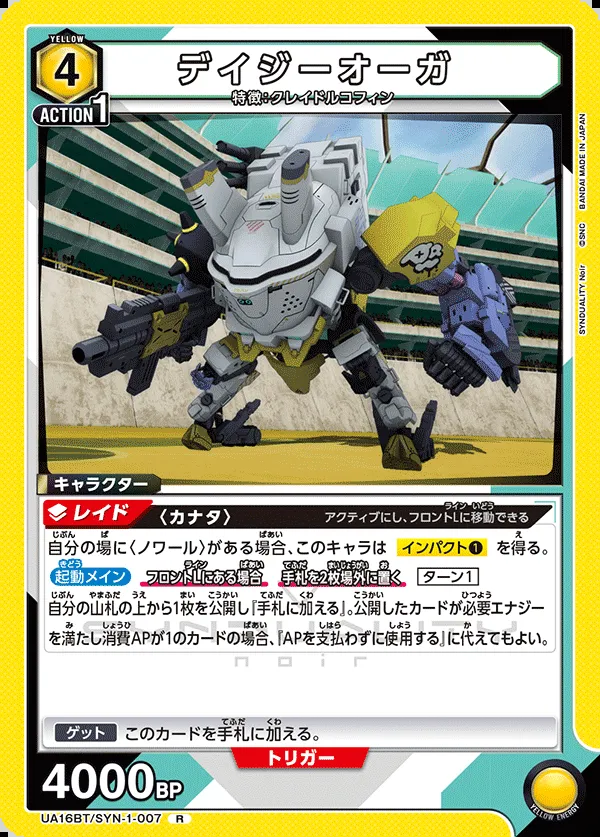 YELLOW
4
ACTION 1
デイジーオーガ
特徴：クレイドルコフィン
SYNDUALITY Noir ©SNC BANDAI MADE IN JAPAN
キャラクター
レイド 〈カナタ〉 アクティブにし、フロントLに移動できる
自分の場に〈ノワール〉がある場合、このキャラは インパクト❶ を得る。
起動メイン フロントLにある場合 手札を2枚場外に置く ターン1
自分の山札の上から1枚を公開し『手札に加える』。公開したカードが必要エナジー
を満たし消費APが1のカードの場合、『APを支払わずに使用する』に代えてもよい。
SYNDUALITY
noir
ゲット このカードを手札に加える。
トリガー
4000BP
YELLOW ENERGY
UA16BT/SYN-1-007 R